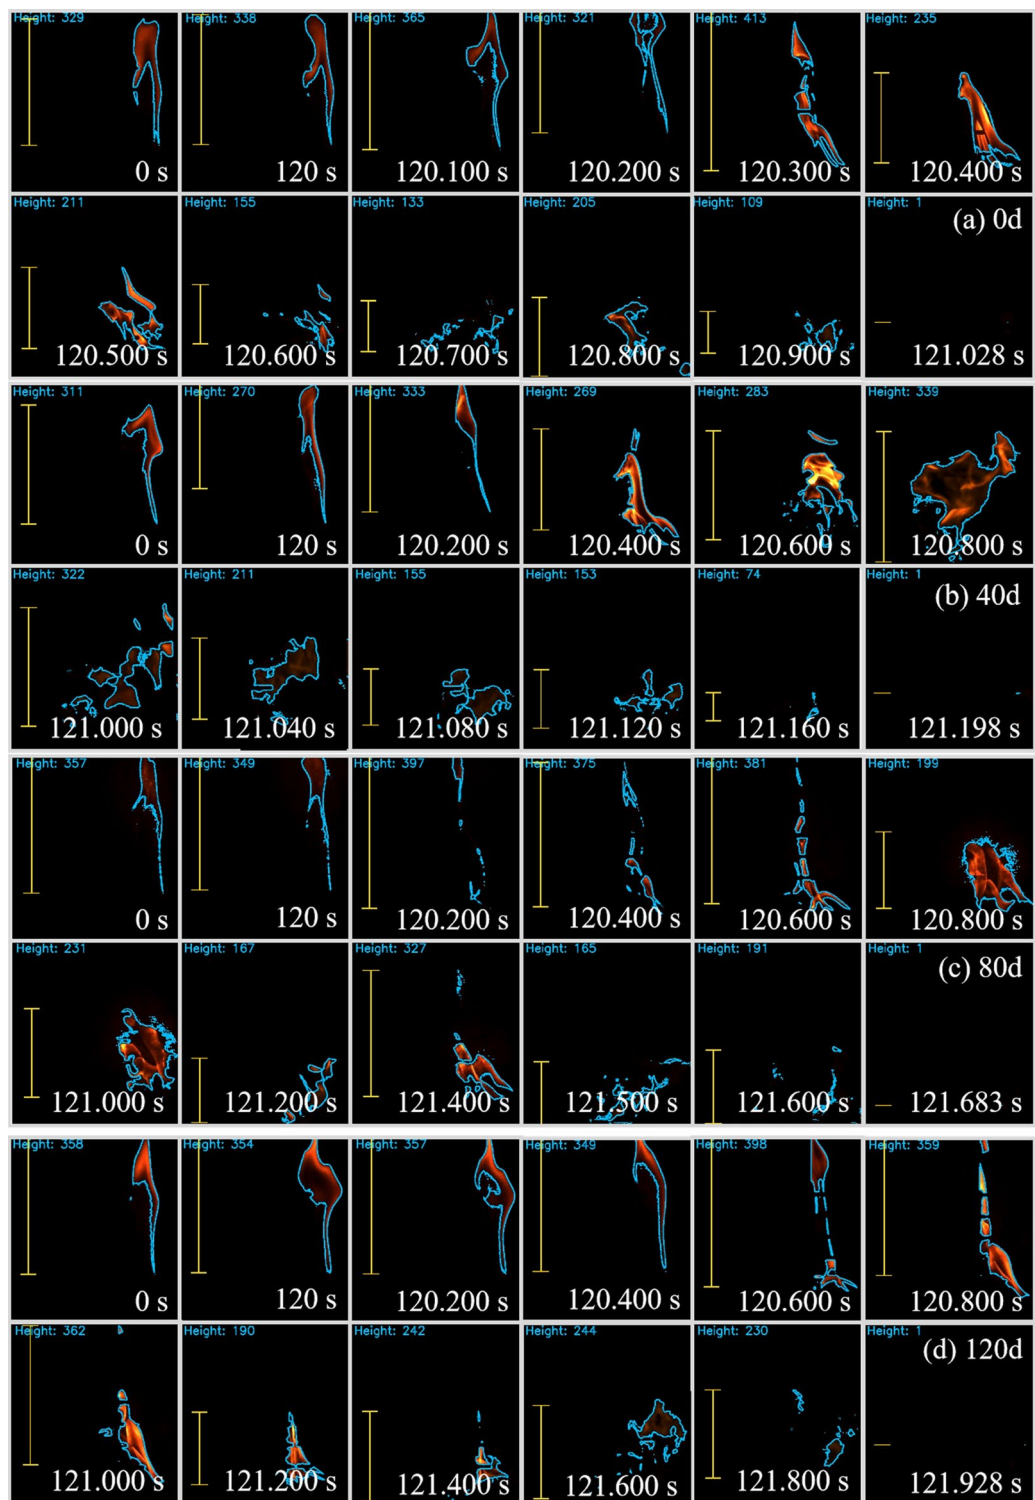 Height: 329
Height: 338
Height: 365
Height: 321
Height: 413
Height: 235
0 s
120 s
120.100 s
120.200 s
120.300 s
120.400 s
Height: 211
Height: 155
Height: 133
Height: 205
Height: 109
Height: 1
(a) 0d
120.500 s
120.600 s
120.700 s
120.800 s
120.900 s
121.028 s
Height: 311
Height: 270
Height: 333
Height: 269
Height: 283
Height: 339
0 s
120 s
120.200 s
120.400 s
120.600 s
120.800 s
Height: 322
Height: 211
Height: 155
Height: 153
Height: 74
Height: 1
(b) 40d
121.000 s
121.040 s
121.080 s
121.120 s
121.160 s
121.198 s
Height: 357
Height: 349
Height: 397
Height: 375
Height: 381
Height: 199
0 s
120 s
120.200 s
120.400 s
120.600 s
120.800 s
Height: 231
Height: 167
Height: 327
Height: 165
Height: 191
Height: 1
(c) 80d
121.000 s
121.200 s
121.400 s
121.500 s
121.600 s
121.683 s
Height: 358
Height: 354
Height: 357
Height: 349
Height: 398
Height: 359
0 s
120 s
120.200 s
120.400 s
120.600 s
120.800 s
Height: 362
Height: 190
Height: 242
Height: 244
Height: 230
Height: 1
(d) 120d
121.000 s
121.200 s
121.400 s
121.600 s
121.800 s
121.928 s